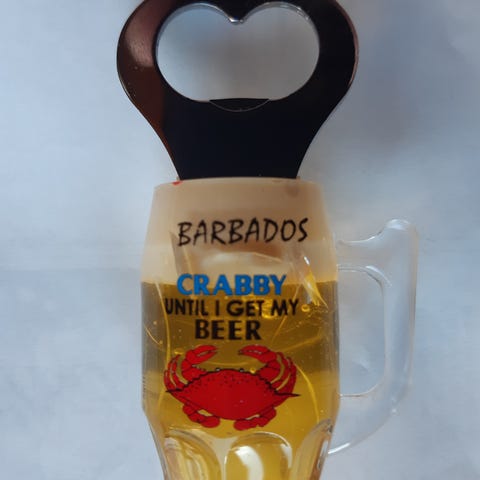 BARBADOS
CRABBY
UNTIL I GET MY
BEER